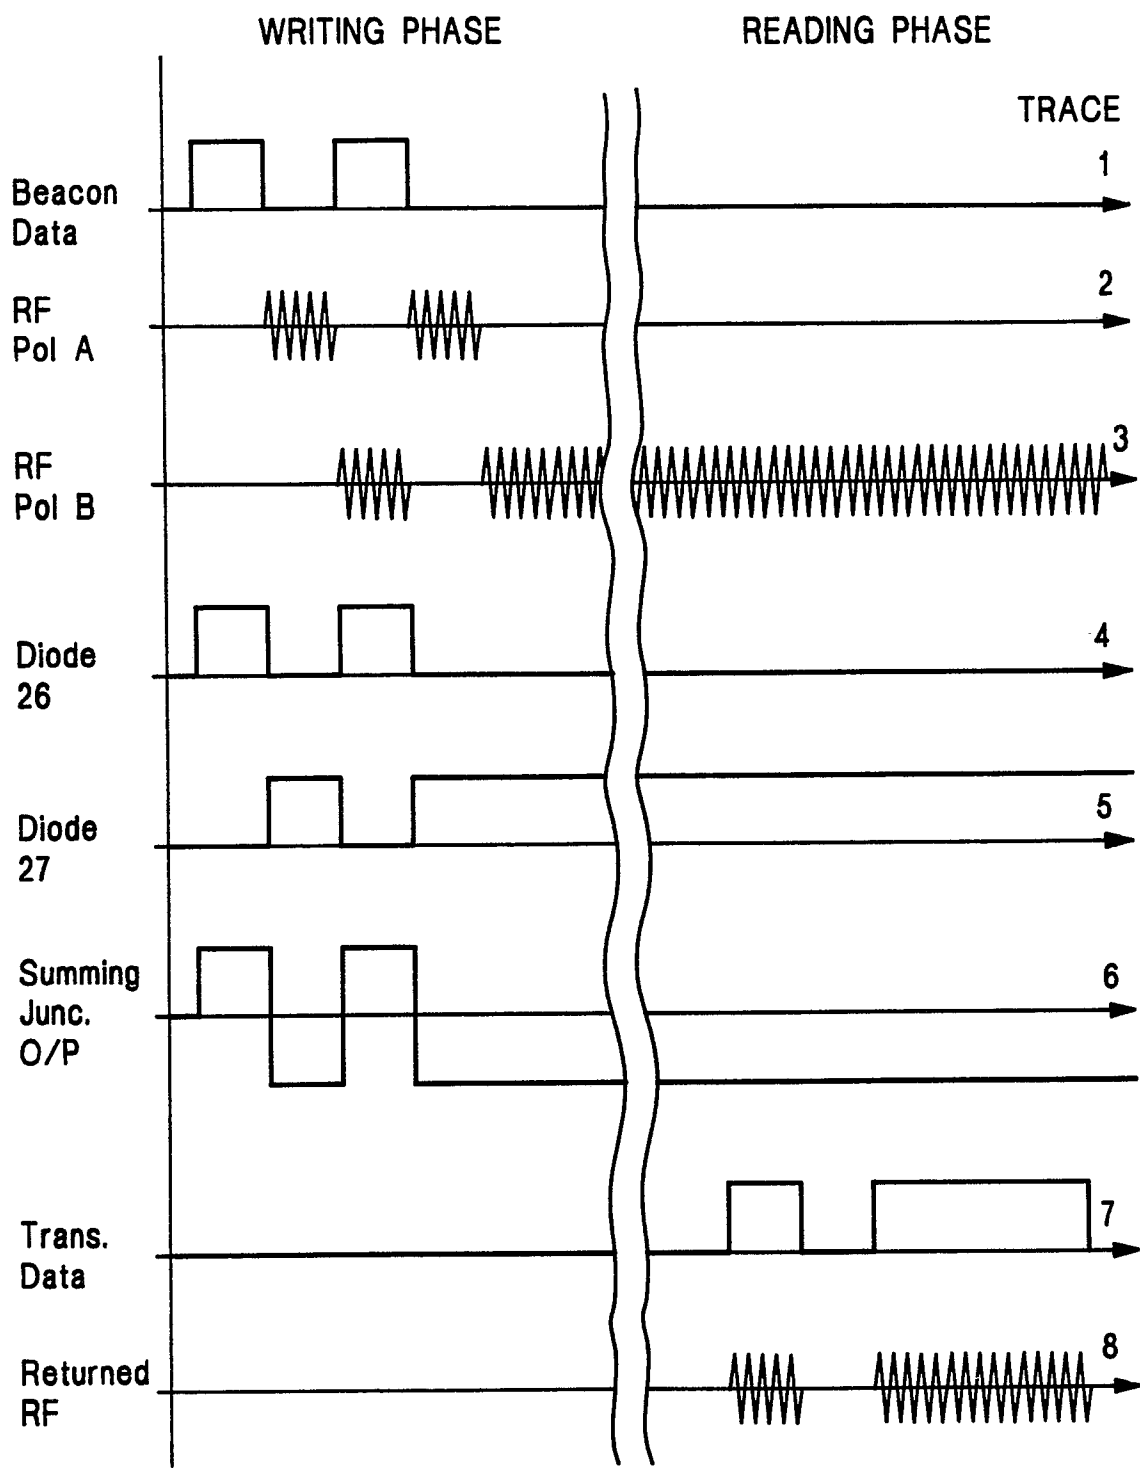 WRITING PHASE
READING PHASE
TRACE
1
Beacon
Data
2
RF
Pol A
3
RF
Pol B
4
Diode
26
5
Diode
27
6
Summing
Junc.
O/P
7
Trans.
Data
8
Returned
RF